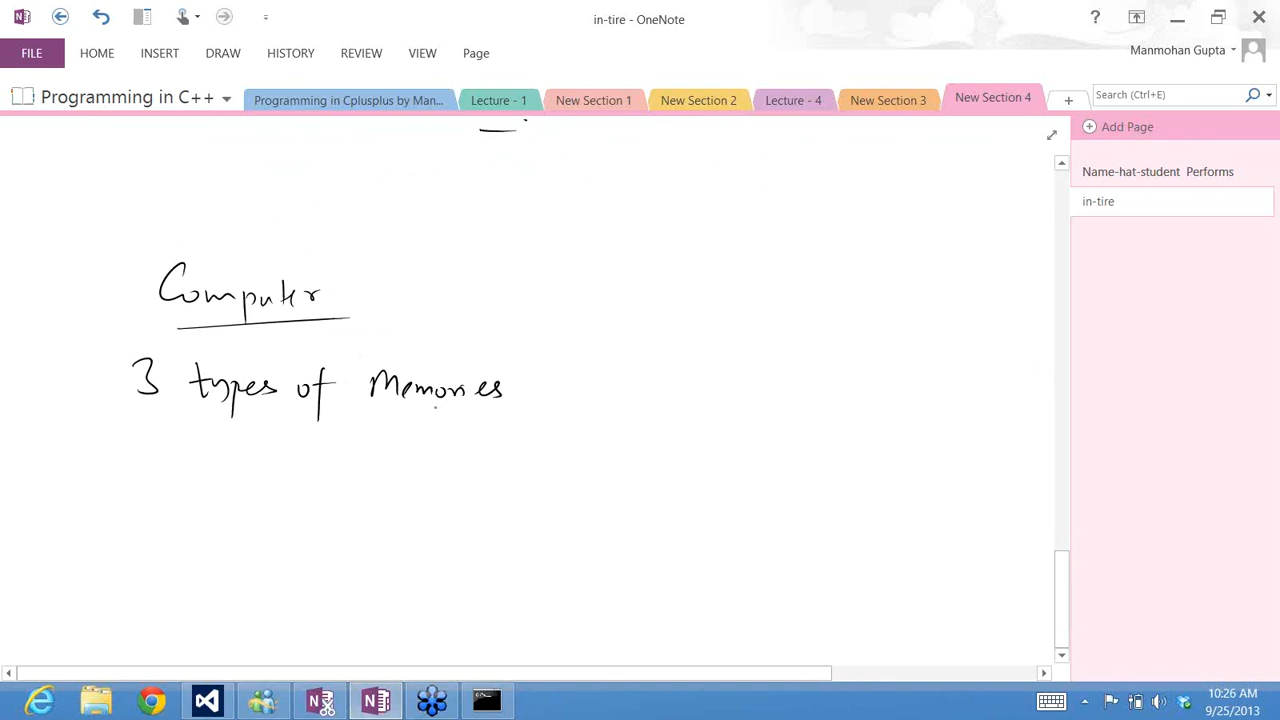 in-tire - OneNote
?
Manmohan Gupta
FILE HOME INSERT DRAW HISTORY REVIEW VIEW Page
Programming in C++
Programming in Cplusplus by Man...
Lecture - 1
New Section 1
New Section 2
Lecture - 4
New Section 3
New Section 4
Search (Ctrl+E)
Add Page
Name-hat-student Performs
in-tire
Computer
3 types of Memories
10:26 AM
9/25/2013